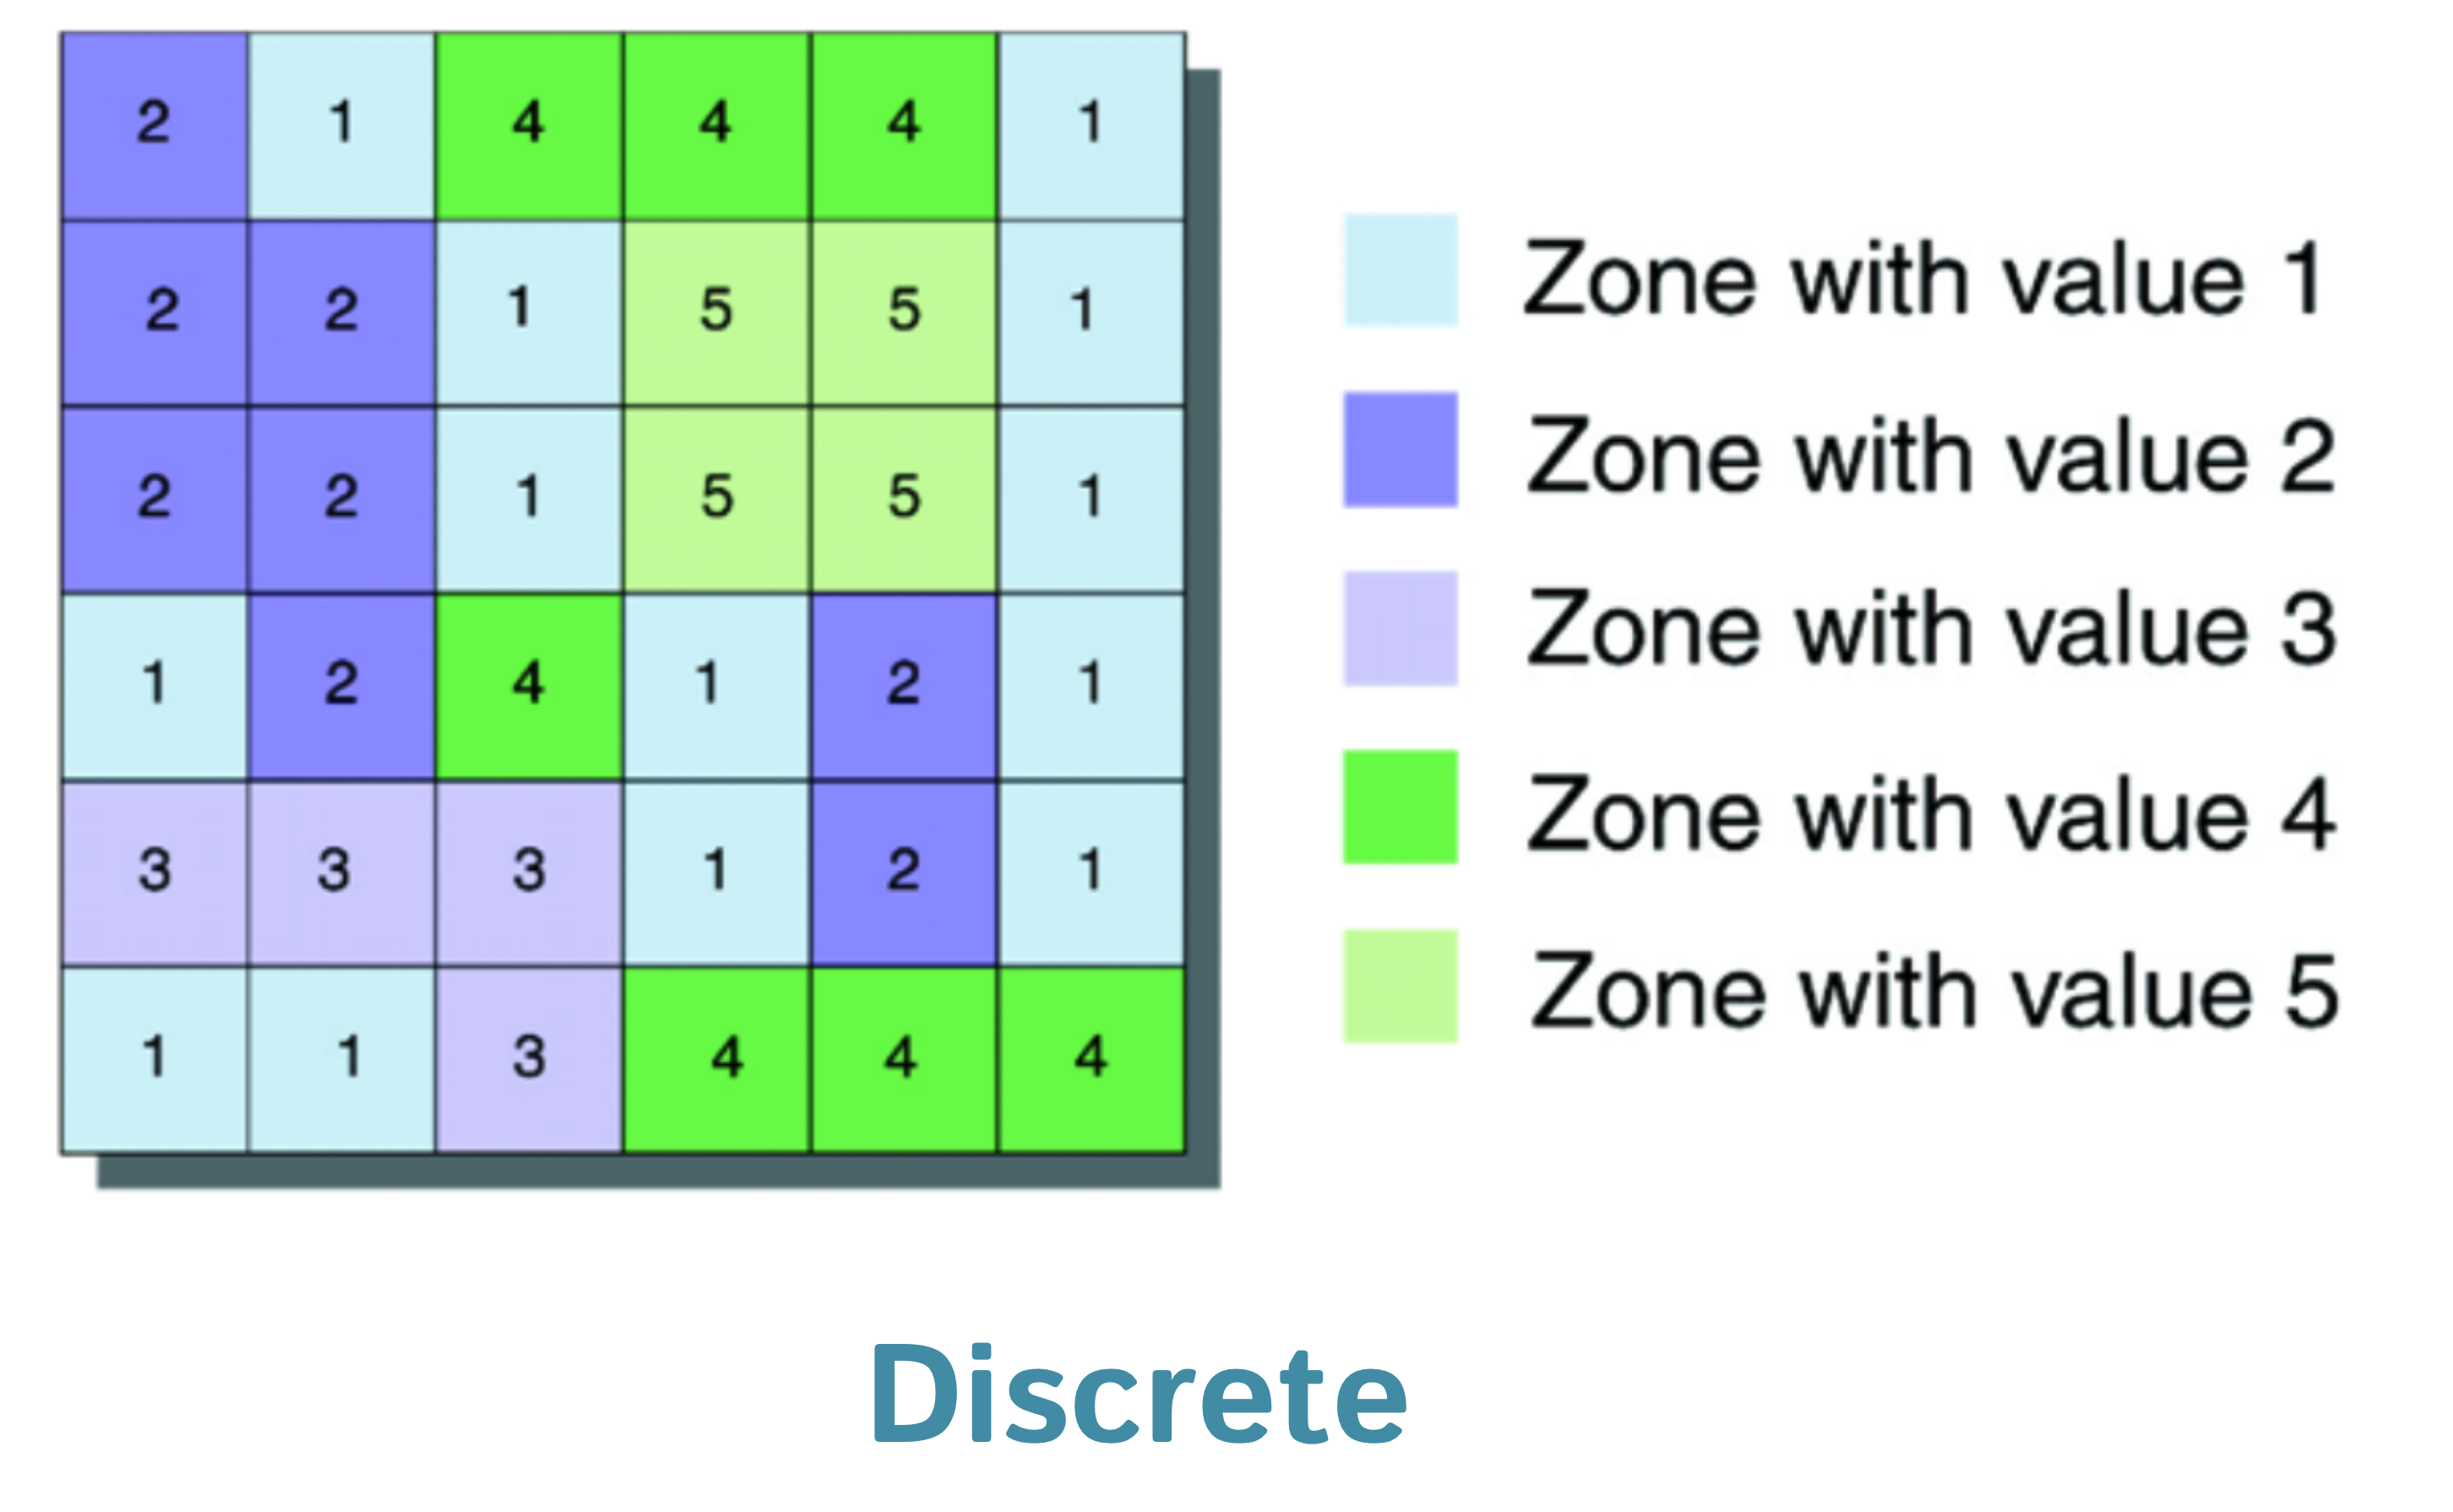 2 1 4 4 4 1
2 2 1 5 5 1
2 2 1 5 5 1
1 2 4 1 2 1
3 3 3 1 2 1
1 1 3 4 4 4
Zone with value 1
Zone with value 2
Zone with value 3
Zone with value 4
Zone with value 5
Discrete